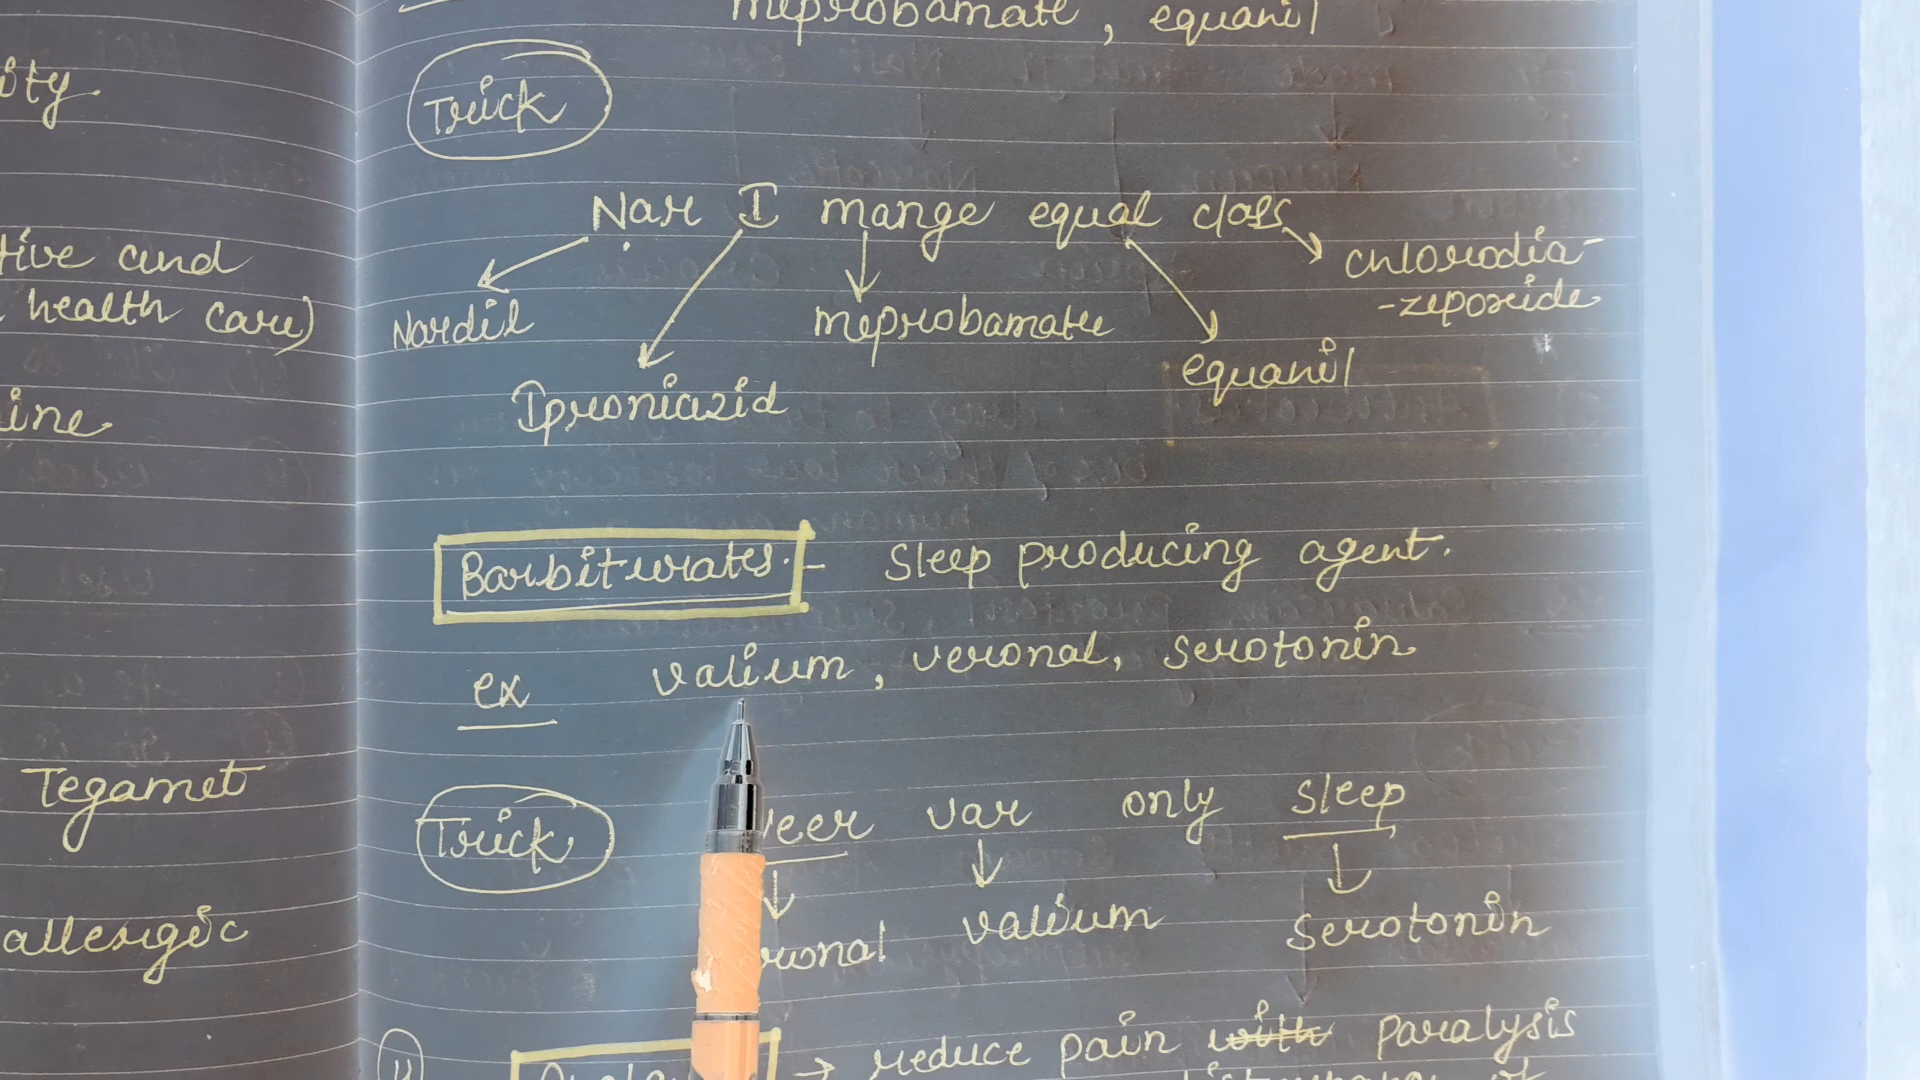 meprobamate, equanil
Trick
Nar I mange equal class
Nardil
Iproniazid
meprobamate
equanil
chlorodia-
-zepoxide
Barbiturates. - Sleep producing agent.
ex valium, veronal, serotonin
Trick veer var only sleep
ronal valium serotonin
→ reduce pain with paralysis
ity.
tive and
health care)
ine
Tegamet
allergic